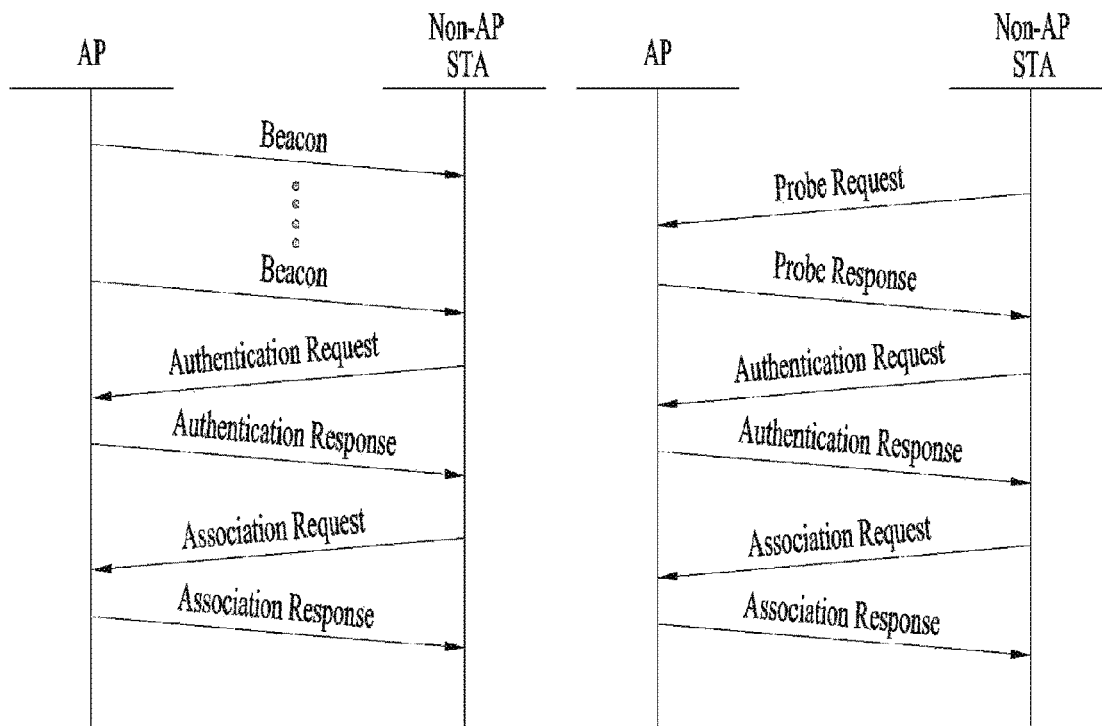 AP
Non-AP
STA
Beacon
Beacon
Authentication Request
Authentication Response
Association Request
Association Response
AP
Non-AP
STA
Probe Request
Probe Response
Authentication Request
Authentication Response
Association Request
Association Response